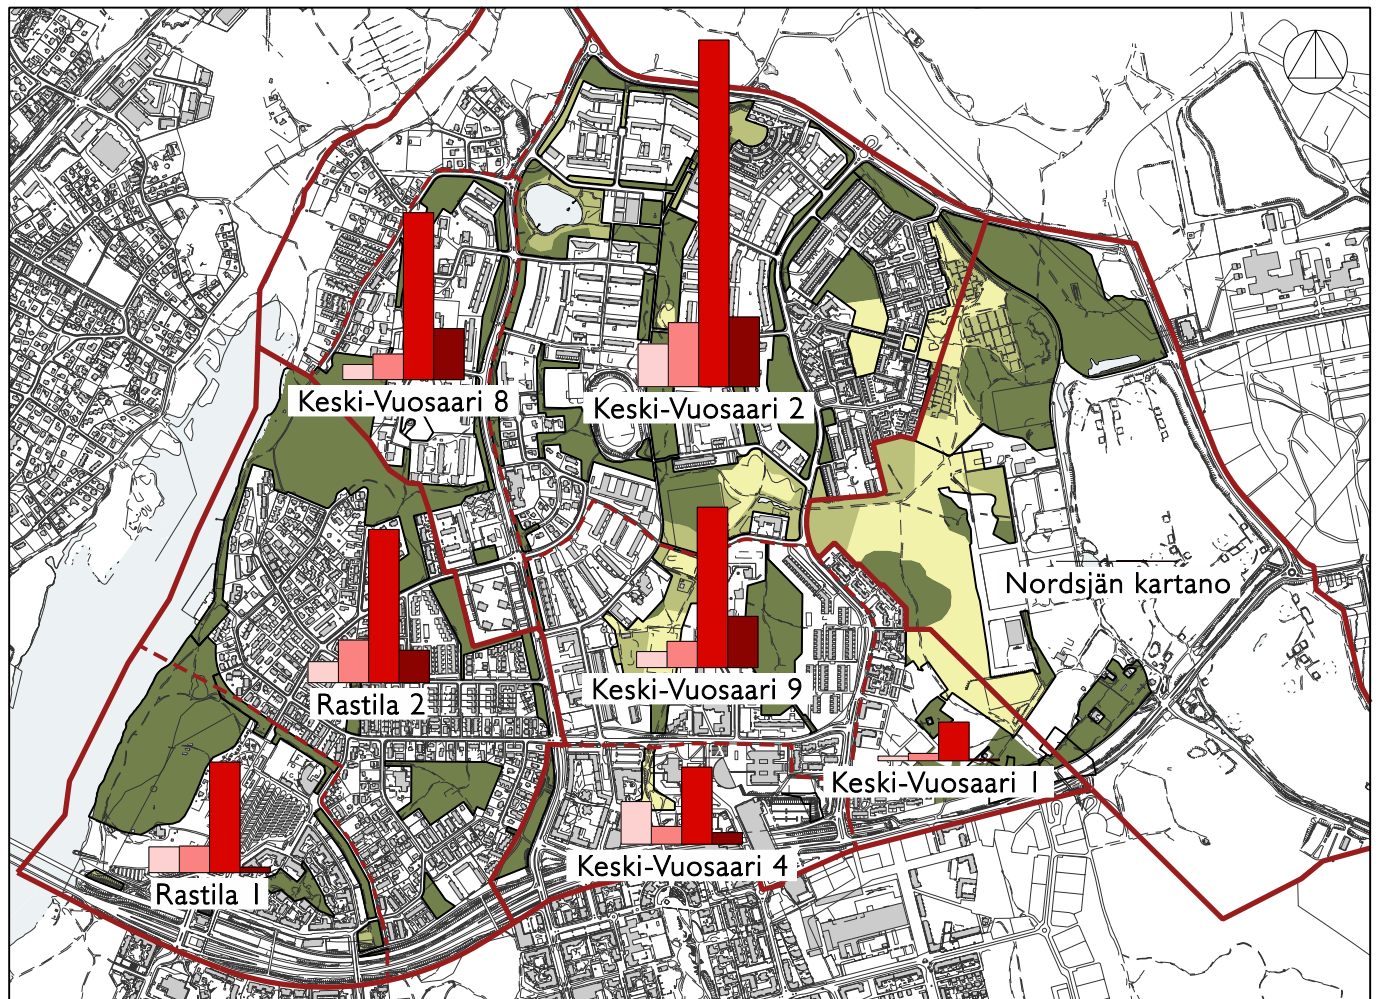 Keski-Vuosaari 8
Keski-Vuosaari 2
Nordsjän kartano
Keski-Vuosaari 9
Rastila 2
Keski-Vuosaari 1
Keski-Vuosaari 4
Rastila 1